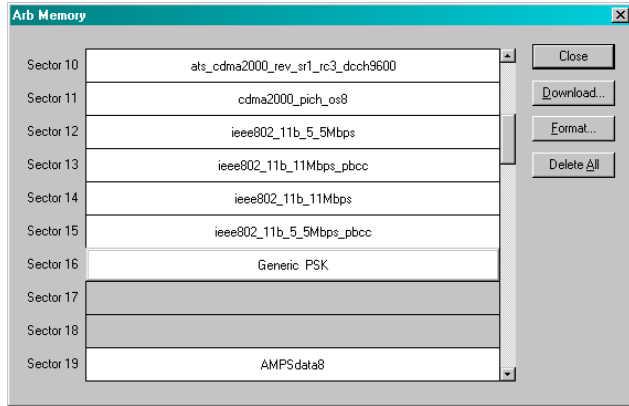 Arb Memory
Sector 10 ats_cdma2000_rev_sr1_rc3_dcch9600 Close
Sector 11 cdma2000_pich_os8 Download...
Sector 12 ieee802_11b_5_5Mbps Format...
Sector 13 ieee802_11b_11Mbps_pbcc Delete All
Sector 14 ieee802_11b_11Mbps
Sector 15 ieee802_11b_5_5Mbps_pbcc
Sector 16 Generic PSK
Sector 17
Sector 18
Sector 19 AMPSdata8